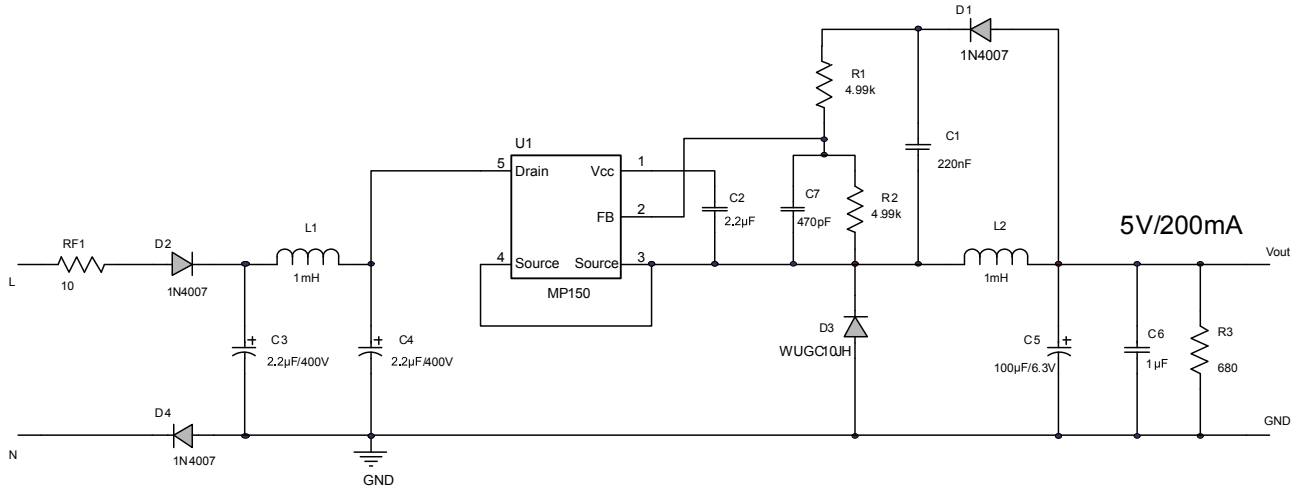 D1
1N4007
R1
4.99k
C1
220nF
U1
5
Drain
Vcc
1
C2
2.2µF
FB
2
C7
470pF
R2
4.99k
5V/200mA
RF1
10
D2
1N4007
L1
1mH
4
Source
Source
3
MP150
L2
1mH
Vout
L
C3
2.2µF/400V
C4
2.2µF/400V
D3
WUGC10JH
C5
100µF/6.3V
C6
1µF
R3
680
D4
1N4007
N
GND
GND